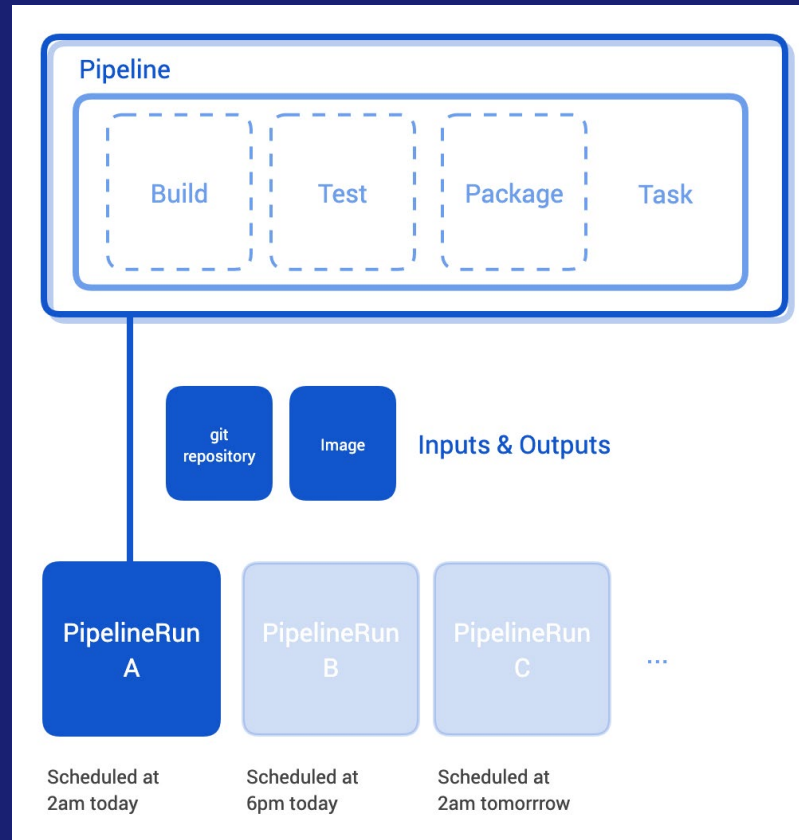 Pipeline
Build
Test
Package
Task
git
repository
Image
Inputs & Outputs
PipelineRun
A
PipelineRun
B
PipelineRun
C
...
Scheduled at
2am today
Scheduled at
6pm today
Scheduled at
2am tomorrrow